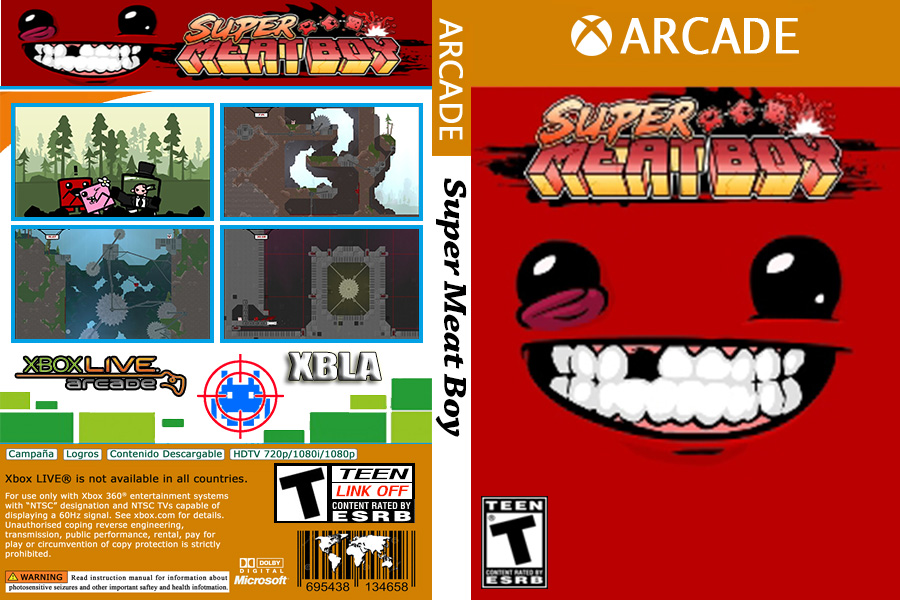 SUPER
MEAT BOY
XBOX LIVE
arcade
XBLA
Campaña
Logros
Contenido Descargable
HDTV 720p/1080i/1080p
Xbox LIVE® is not available in all countries.
For use only with Xbox 360® entertainment systems
with “NTSC” designation and NTSC TVs capable of
displaying a 60Hz signal. See xbox.com for details.
Unauthorised coping reverse engineering,
transmission, public performance, rental, pay for
play or circumvention of copy protection is strictly
prohibited.
WARNING
Read instruction manual for information about
photosensitive seizures and other important saftey and health infotmation.
TEEN
T
LINK OFF
CONTENT RATED BY
ESRB
DOLBY
DIGITAL
Microsoft®
695438 134658
ARCADE
Super Meat Boy
ARCADE
SUPER
MEAT BOY
TEEN
T
CONTENT RATED BY
ESRB